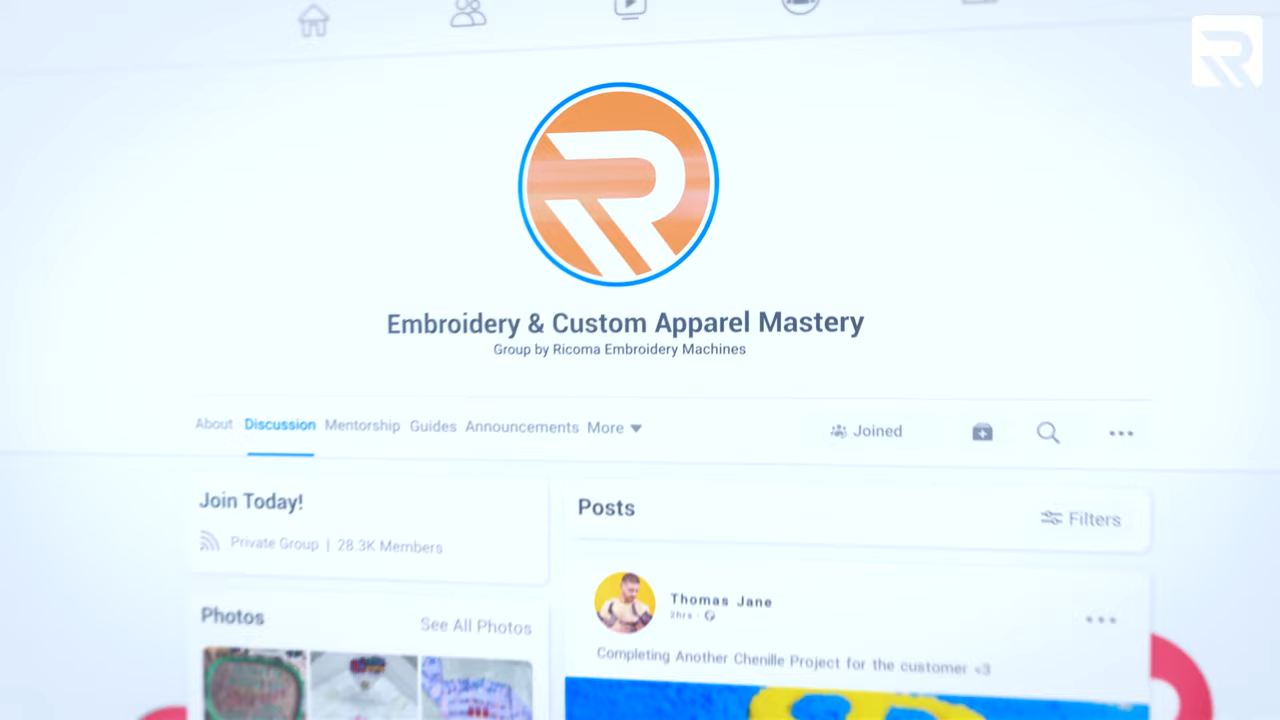 Embroidery & Custom Apparel Mastery
Group by Ricoma Embroidery Machines
About Discussion Mentorship Guides Announcements More
Joined
Join Today!
Private Group | 28.3K Members
Photos
See All Photos
Posts
Filters
Thomas Jane
2hrs
Completing Another Chenille Project for the customer <3